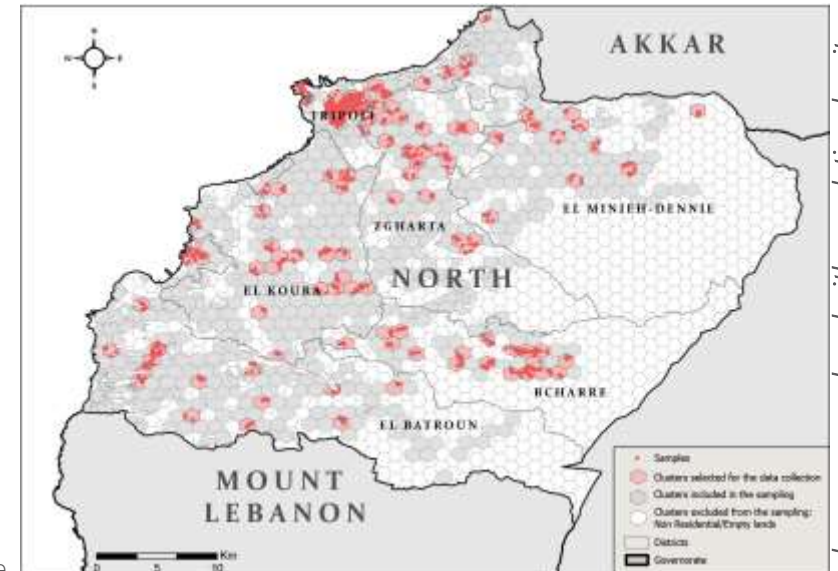 AKKAR
TRIPOLI
EL MINIEH-DENNIE
ZGHARTA
NORTH
EL KOURA
BCHARRE
EL BATROUN
MOUNT
LEBANON
Samples
Clusters selected for the data collection
Clusters included in the sampling
Clusters excluded from the sampling:
Non Residential/Empty lands
Districts
Governorate
Km
0 5 10